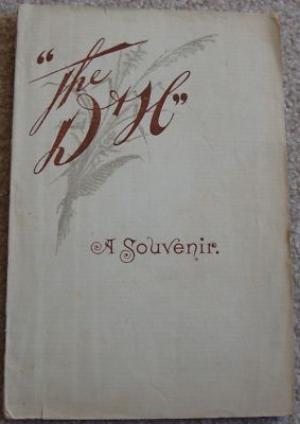 "The
D & H"
A Souvenir.